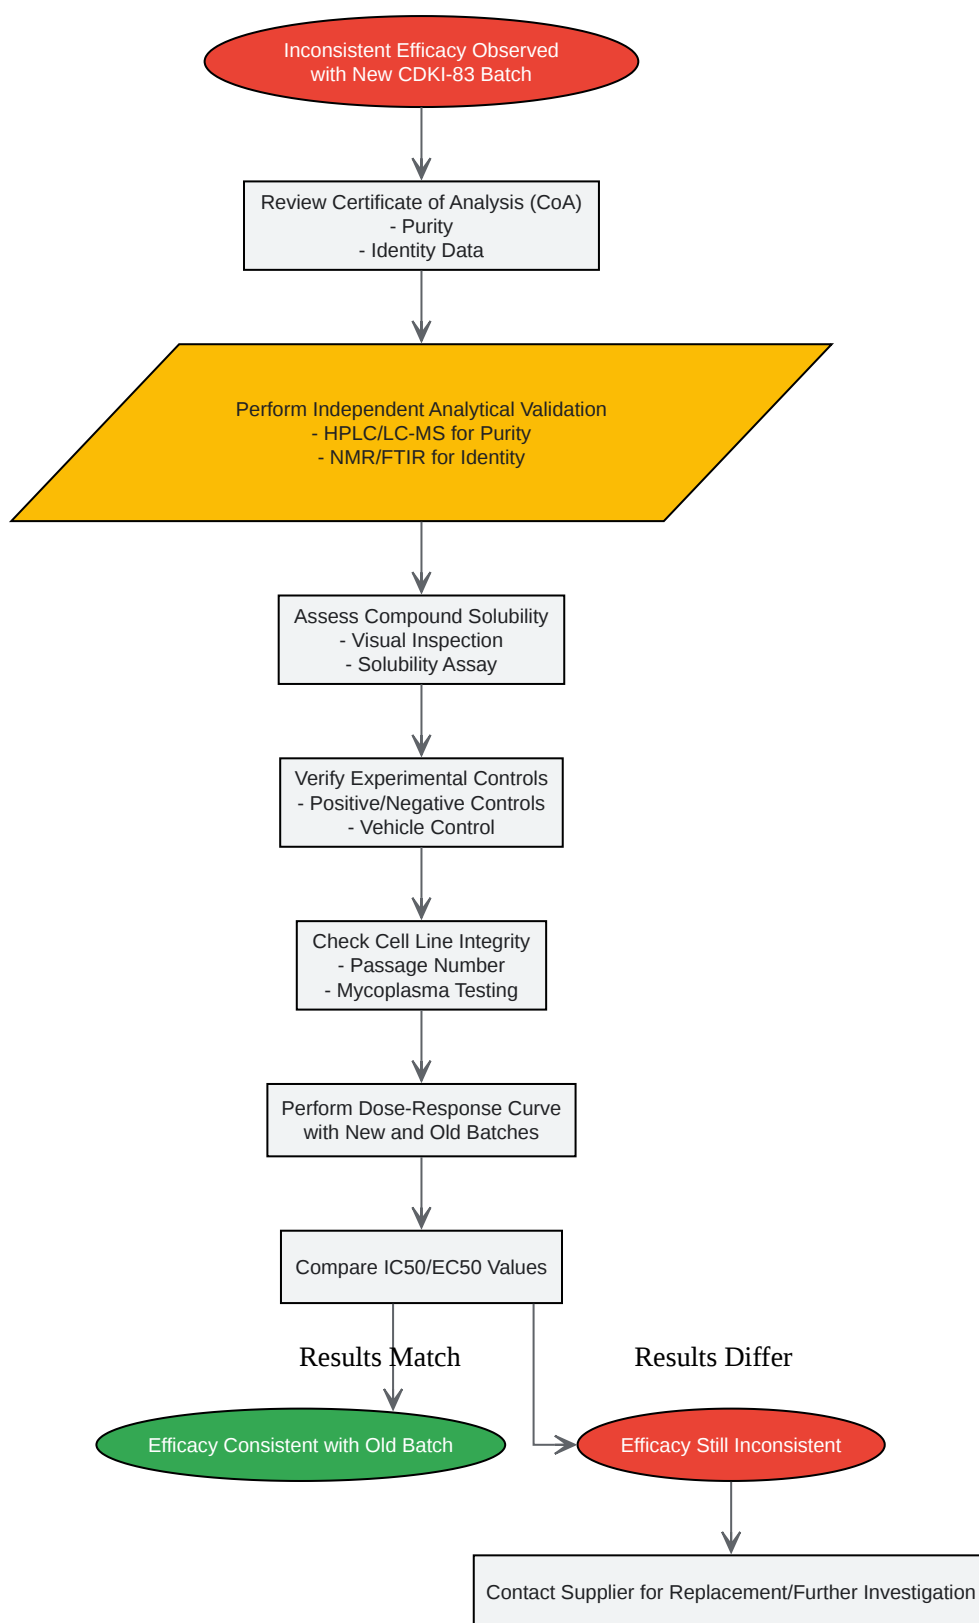 Inconsistent Efficacy Observed
with New CDKI-83 Batch
Review Certificate of Analysis (CoA)
- Purity
- Identity Data
Perform Independent Analytical Validation
- HPLC/LC-MS for Purity
- NMR/FTIR for Identity
Assess Compound Solubility
- Visual Inspection
- Solubility Assay
Verify Experimental Controls
- Positive/Negative Controls
- Vehicle Control
Check Cell Line Integrity
- Passage Number
- Mycoplasma Testing
Perform Dose-Response Curve
with New and Old Batches
Compare IC50/EC50 Values
Results Match
Results Differ
Efficacy Consistent with Old Batch
Efficacy Still Inconsistent
Contact Supplier for Replacement/Further Investigation